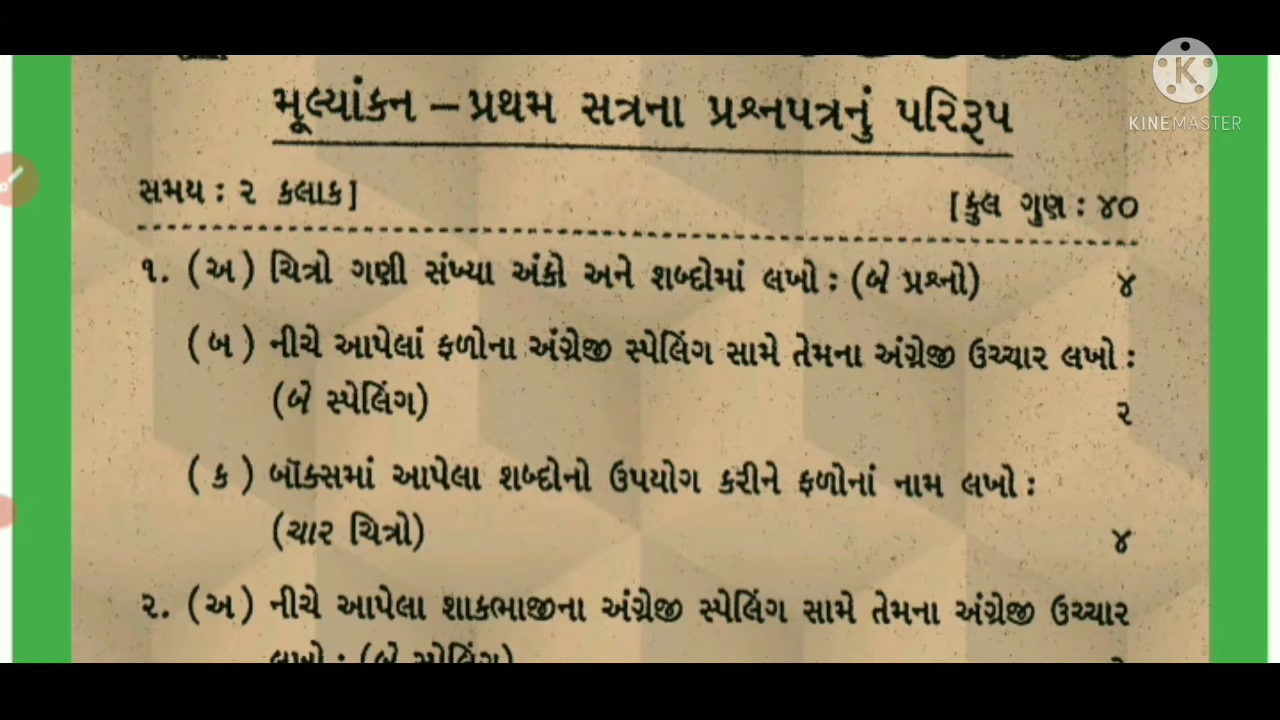 KINEMASTER
મૂલ્યાંકન – પ્રથમ સત્રના પ્રશ્નપત્રનું પરિરૂપ
સમય : ૨ કલાક]
[કુલ ગુણ : ૪૦
૧. (અ) ચિત્રો ગણી સંખ્યા અંકો અને શબ્દોમાં લખો : (બે પ્રશ્નો) ૪
(બ) નીચે આપેલાં ફળોના અંગ્રેજી સ્પેલિંગ સામે તેમના અંગ્રેજી ઉચ્ચાર લખો :
(બે સ્પેલિંગ) ૨
(ક) બૉક્સમાં આપેલા શબ્દોનો ઉપયોગ કરીને ફળોનાં નામ લખો :
(ચાર ચિત્રો) ૪
૨. (અ) નીચે આપેલા શાકભાજીના અંગ્રેજી સ્પેલિંગ સામે તેમના અંગ્રેજી ઉચ્ચાર
લખો : (બે સ્પેલિંગ)